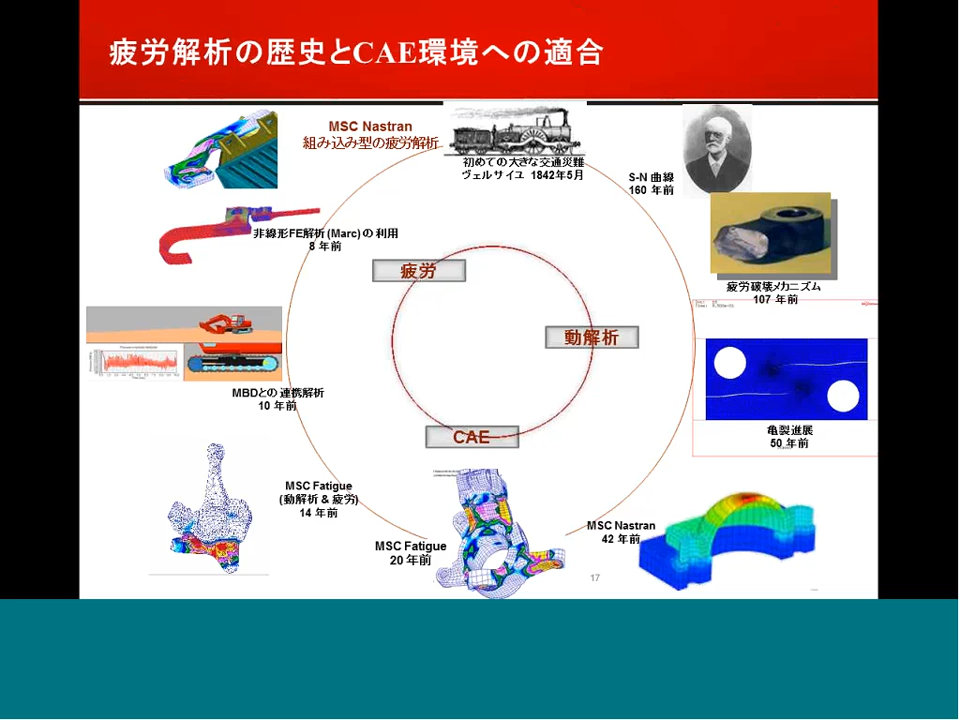 疲労解析の歴史とCAE環境への適合
MSC Nastran
組み込み型の疲労解析
初めての大きな交通災難
ヴェルサイユ 1842年5月
S-N 曲線
160 年前
疲労破壊メカニズム
107 年前
亀裂進展
50 年前
MSC Nastran
42 年前
MSC Fatigue
20 年前
MSC Fatigue
(動解析 & 疲労)
14 年前
MBDとの連携解析
10 年前
非線形FE解析(Marc)の利用
8 年前
疲労
動解析
CAE
17